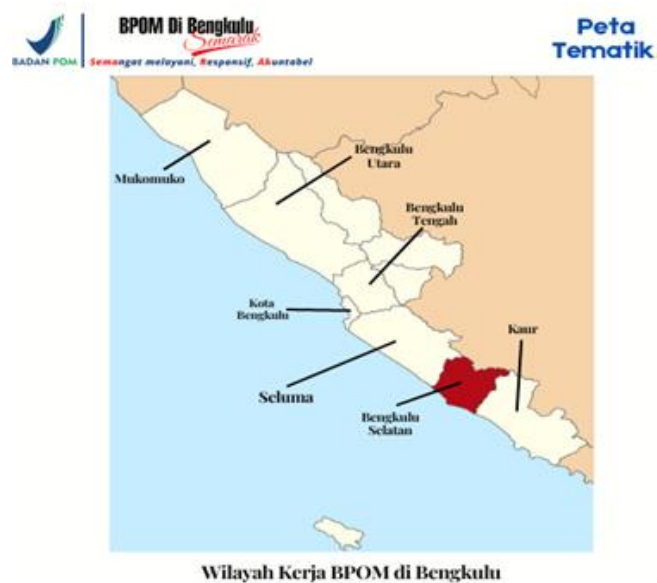 BPOM Di Bengkulu
Semarak
Peta
Tematik
BADAN POM
Semangat melayani, Responsif, Akuntabel
Bengkulu
Utara
Mukomuko
Bengkulu
Tengah
Kota
Bengkulu
Kaur
Seluma
Bengkulu
Selatan
Wilayah Kerja BPOM di Bengkulu